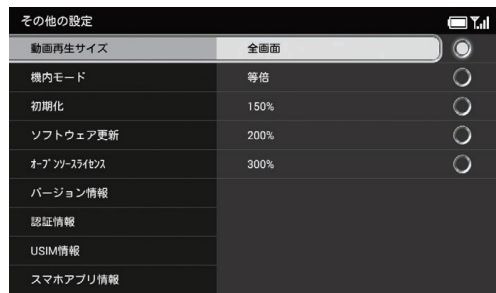 その他の設定
動画再生サイズ 全画面
機内モード 等倍
初期化 150%
ソフトウェア更新 200%
ｵｰﾌﾟﾝｿｰｽﾗｲｾﾝｽ 300%
バージョン情報
認証情報
USIM情報
スマホアプリ情報